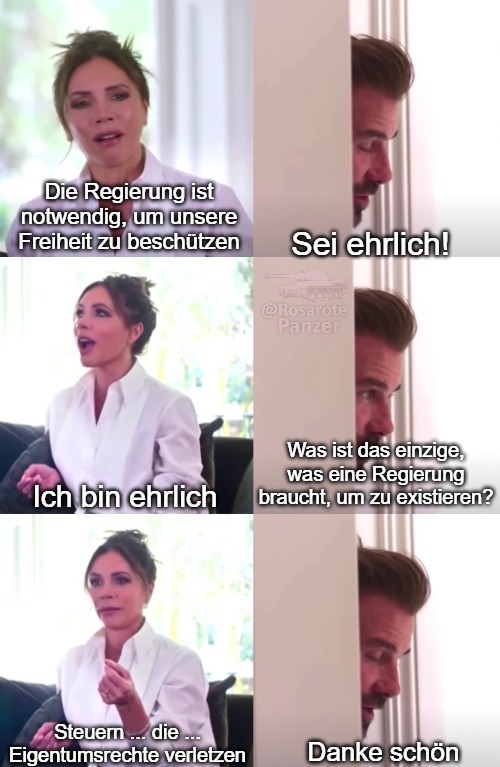 Die Regierung ist
notwendig, um unsere
Freiheit zu beschützen
Sei ehrlich!
Ich bin ehrlich
@Rosarote
Panzer
Was ist das einzige,
was eine Regierung
braucht, um zu existieren?
Steuern ... die ...
Eigentumsrechte verletzen
Danke schön